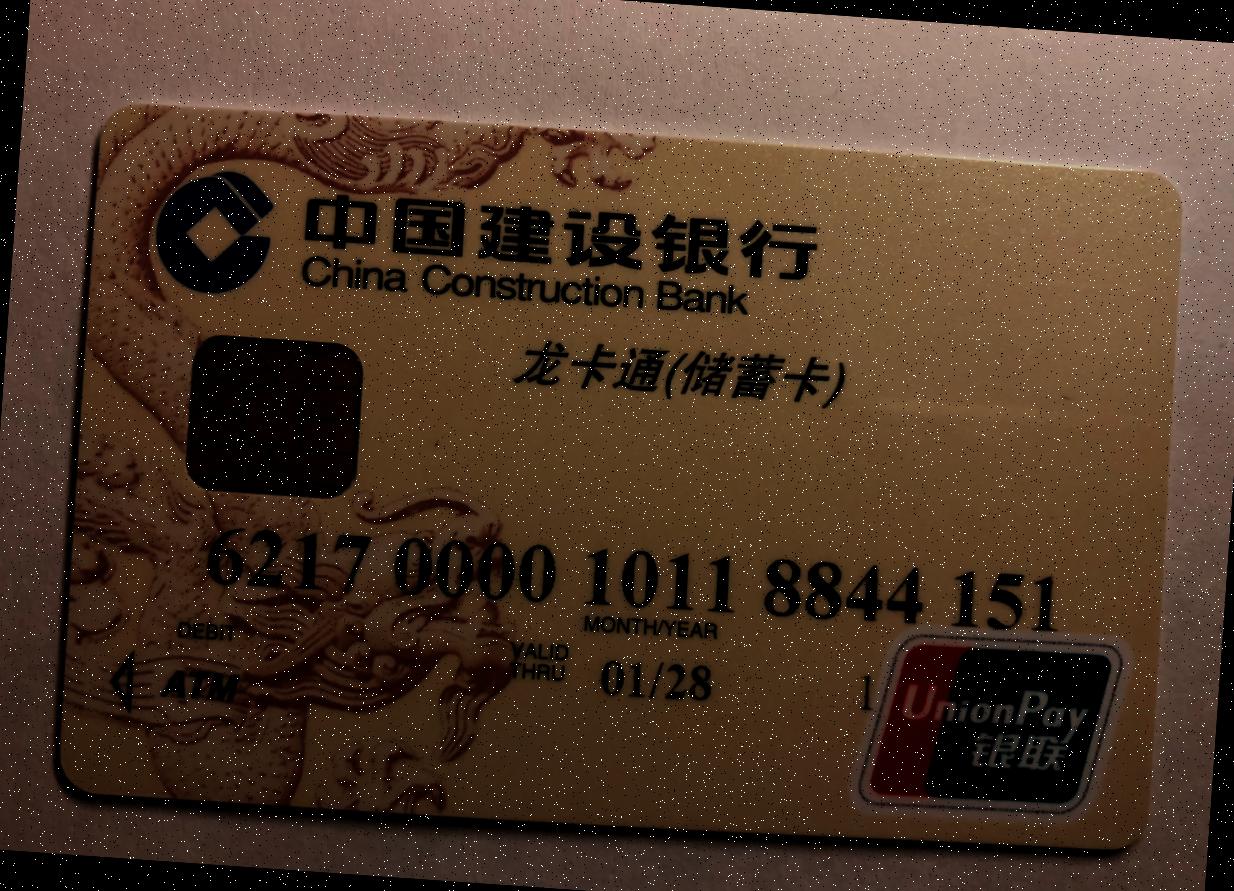 中国建设银行
China Construction Bank
龙卡通(储蓄卡)
6217 0000 1011 8844 151
DEBIT
MONTH/YEAR
VALID THRU
01/28
1
ATM
UnionPay
银联